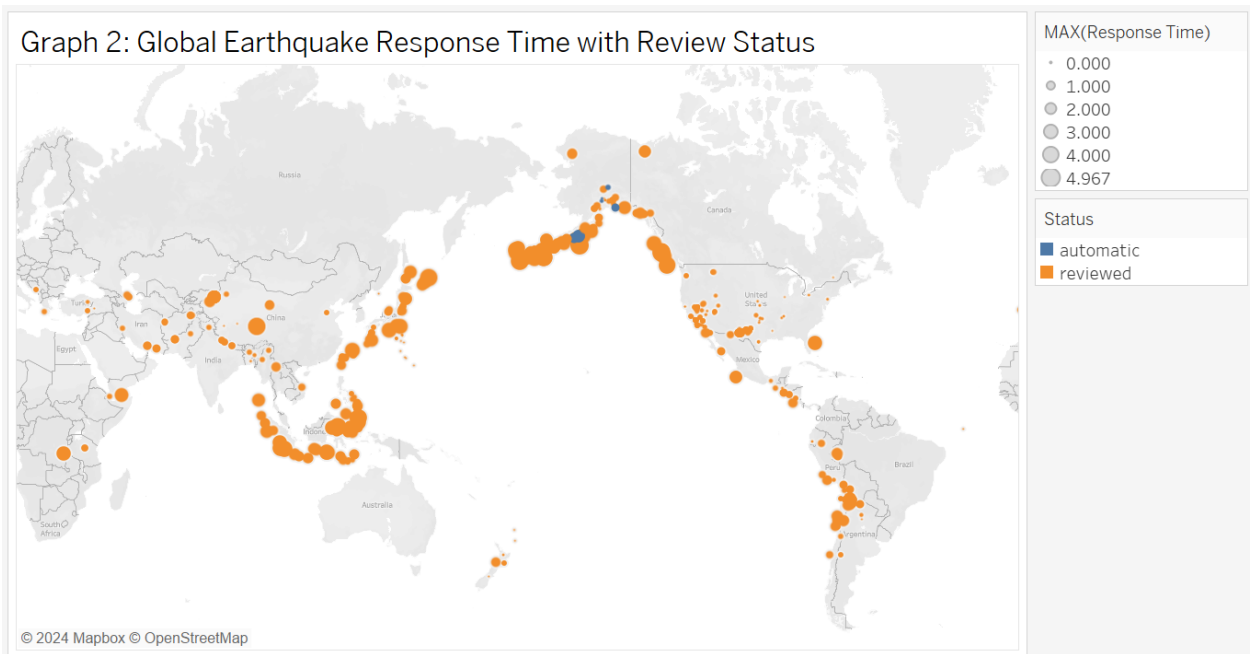 Graph 2: Global Earthquake Response Time with Review Status
MAX(Response Time)
0.000
1.000
2.000
3.000
4.000
4.967
Status
automatic
reviewed
Russia
Canada
United
States
Turkey
China
Iran
Egypt
India
Mexico
Colombia
Indonesia
Brazil
Peru
Australia
South
Africa
Argentina
© 2024 Mapbox © OpenStreetMap